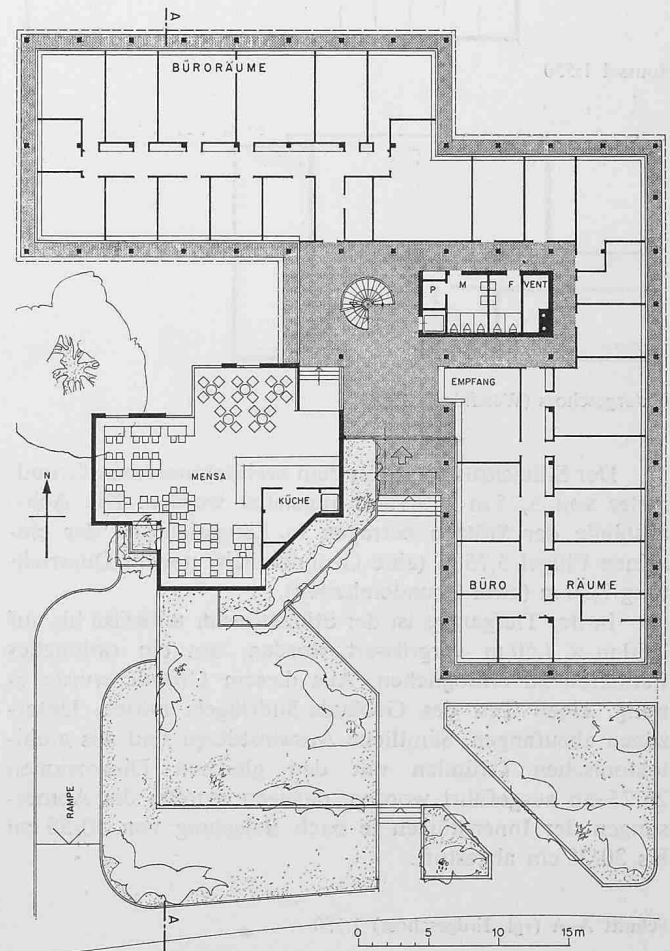 A
BÜRORÄUME
P M F VENT
EMPFANG
N
MENSA
KÜCHE
BÜRO RÄUME
RAMPE
A
0 5 10 15m